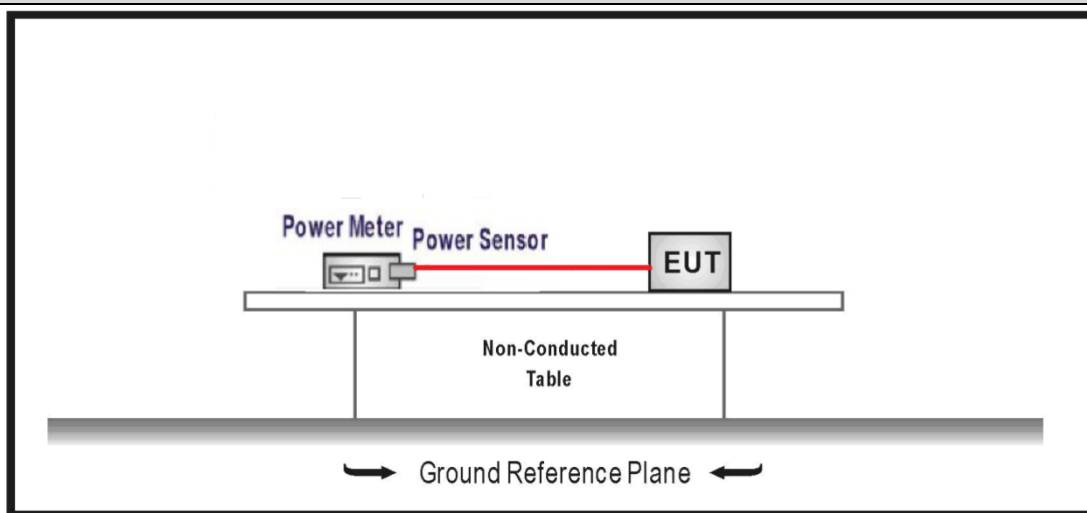 Power Meter
Power Sensor
EUT
Non-Conducted
Table
Ground Reference Plane